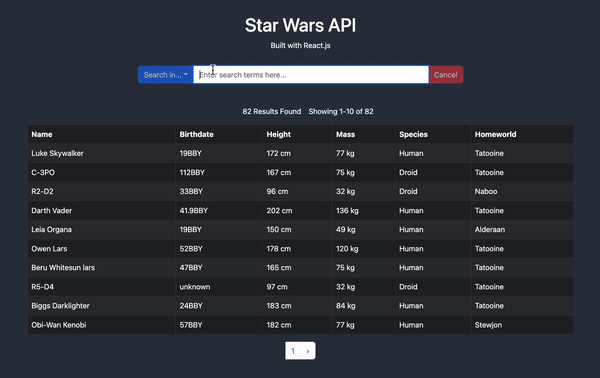 Star Wars API
Built with React.js
Search in... Enter search terms here... Cancel
82 Results Found Showing 1-10 of 82
Name Birthdate Height Mass Species Homeworld
Luke Skywalker 19BBY 172 cm 77 kg Human Tatooine
C-3PO 112BBY 167 cm 75 kg Droid Tatooine
R2-D2 33BBY 96 cm 32 kg Droid Naboo
Darth Vader 41.9BBY 202 cm 136 kg Human Tatooine
Leia Organa 19BBY 150 cm 49 kg Human Alderaan
Owen Lars 52BBY 178 cm 120 kg Human Tatooine
Beru Whitesun lars 47BBY 165 cm 75 kg Human Tatooine
R5-D4 unknown 97 cm 32 kg Droid Tatooine
Biggs Darklighter 24BBY 183 cm 84 kg Human Tatooine
Obi-Wan Kenobi 57BBY 182 cm 77 kg Human Stewjon
1 ›